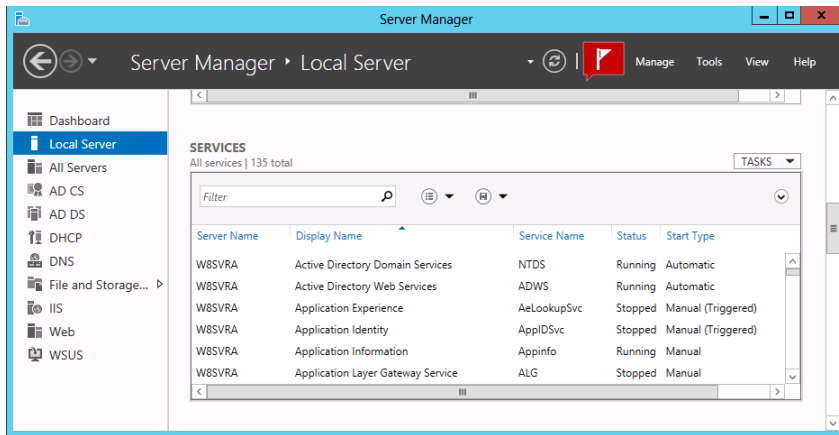 Server Manager
Server Manager ‣ Local Server
Manage Tools View Help
Dashboard
Local Server
All Servers
AD CS
AD DS
DHCP
DNS
File and Storage...
IIS
Web
WSUS
SERVICES
All services | 135 total
TASKS
Filter
Server Name Display Name Service Name Status Start Type
W8SVRA Active Directory Domain Services NTDS Running Automatic
W8SVRA Active Directory Web Services ADWS Running Automatic
W8SVRA Application Experience AeLookupSvc Stopped Manual (Triggered)
W8SVRA Application Identity AppIDSvc Stopped Manual (Triggered)
W8SVRA Application Information Appinfo Running Manual
W8SVRA Application Layer Gateway Service ALG Stopped Manual